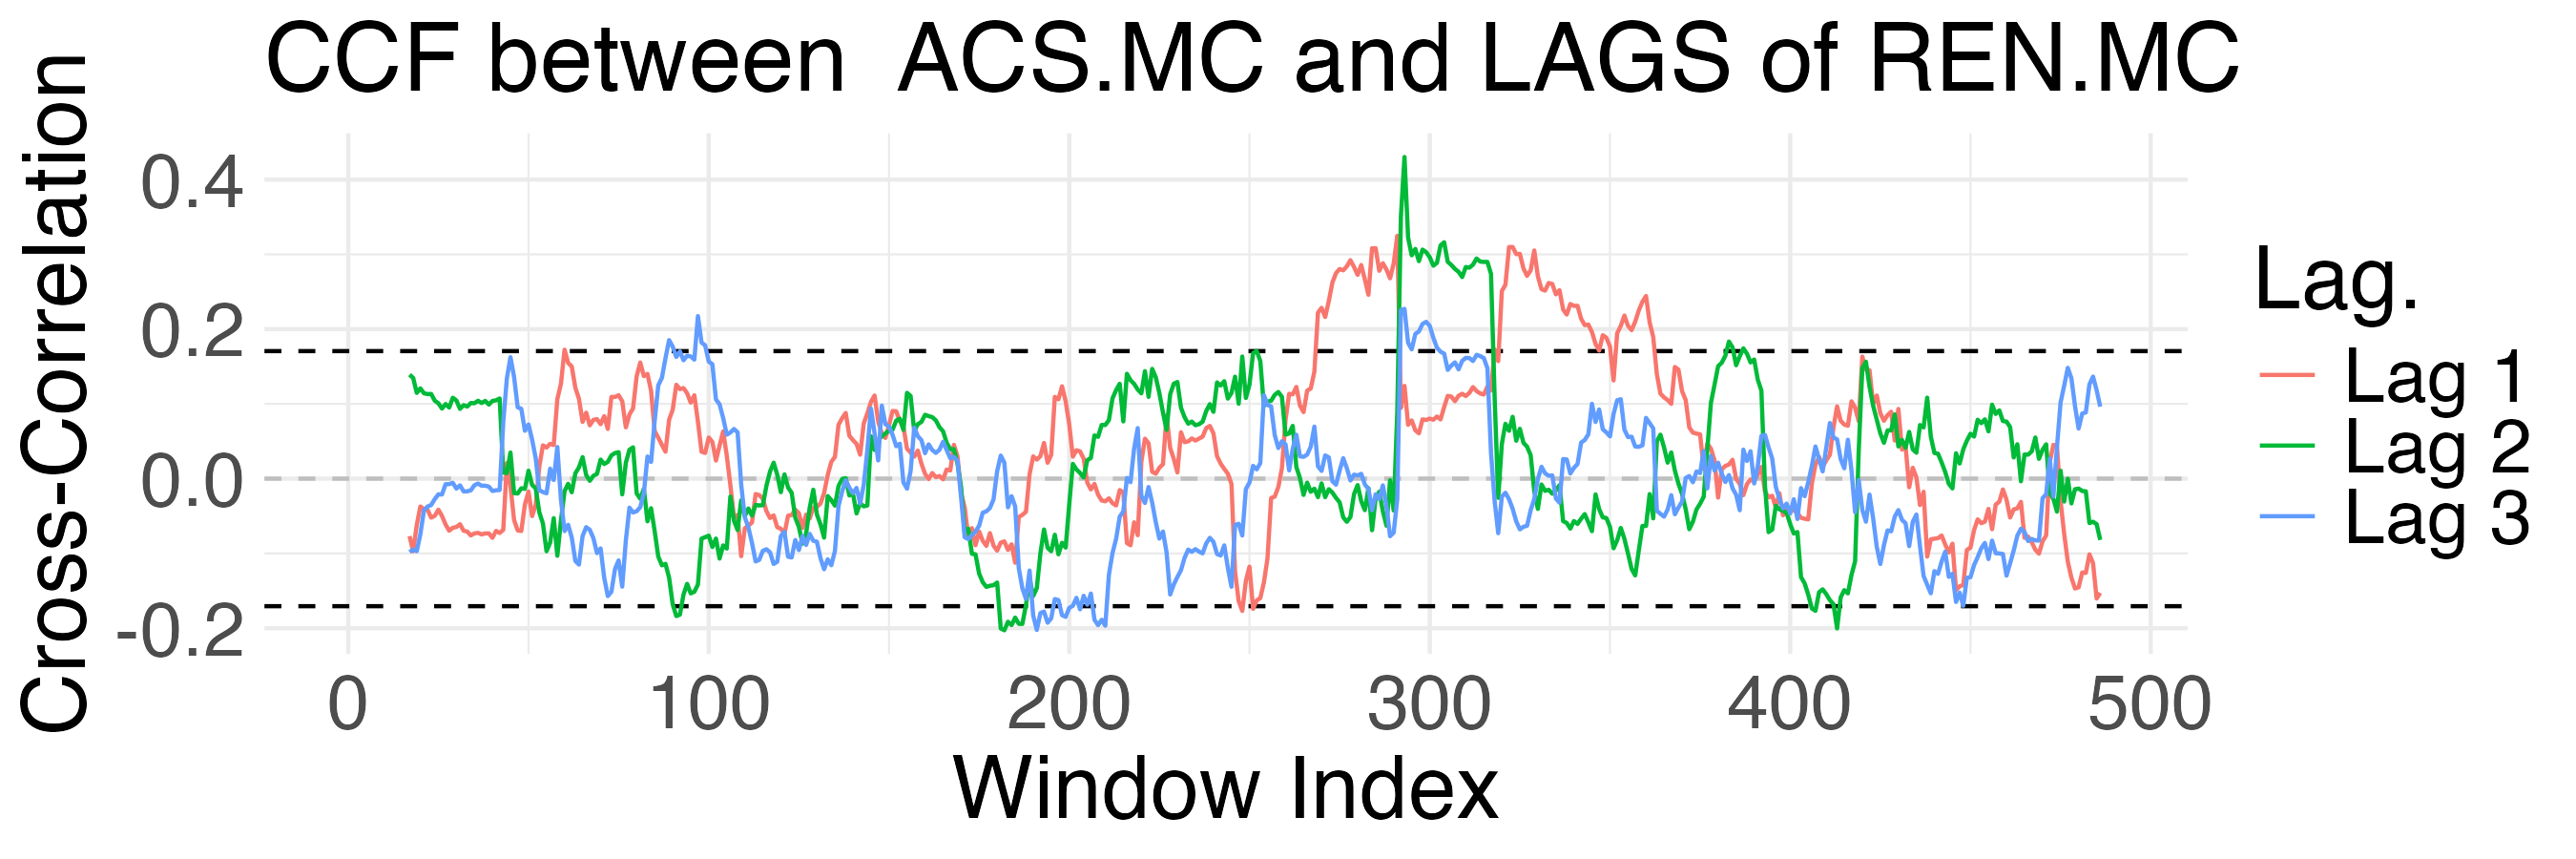 CCF between  ACS.MC and LAGS of REN.MC
Cross-Correlation
0.4
0.2
0.0
-0.2
0 100 200 300 400 500
Window Index
Lag.
Lag 1
Lag 2
Lag 3